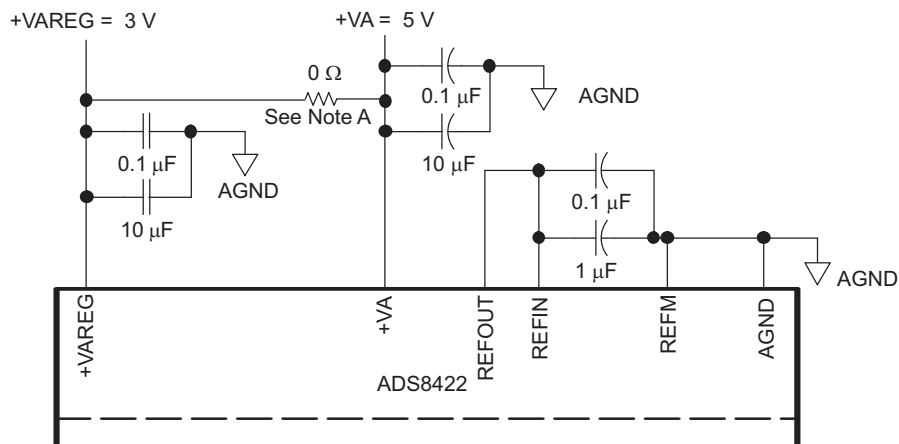 +VAREG = 3 V
+VA = 5 V
0 Ω
See Note A
0.1 μF
AGND
10 μF
0.1 μF
AGND
10 μF
0.1 μF
1 μF
AGND
+VAREG
+VA
REFOUT
REFIN
REFM
AGND
ADS8422